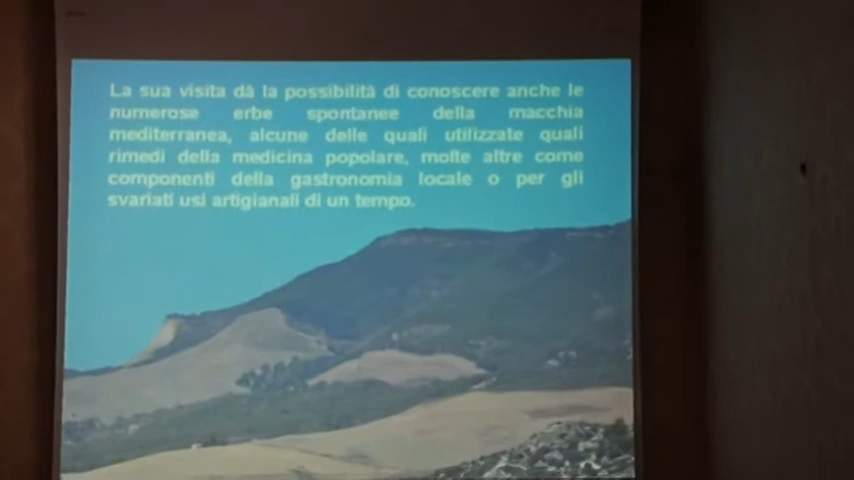 La sua visita dà la possibilità di conoscere anche le
numerose erbe spontanee della macchia
mediterranea, alcune delle quali utilizzate quali
rimedi della medicina popolare, molte altre come
componenti della gastronomia locale o per gli
svariati usi artigianali di un tempo.